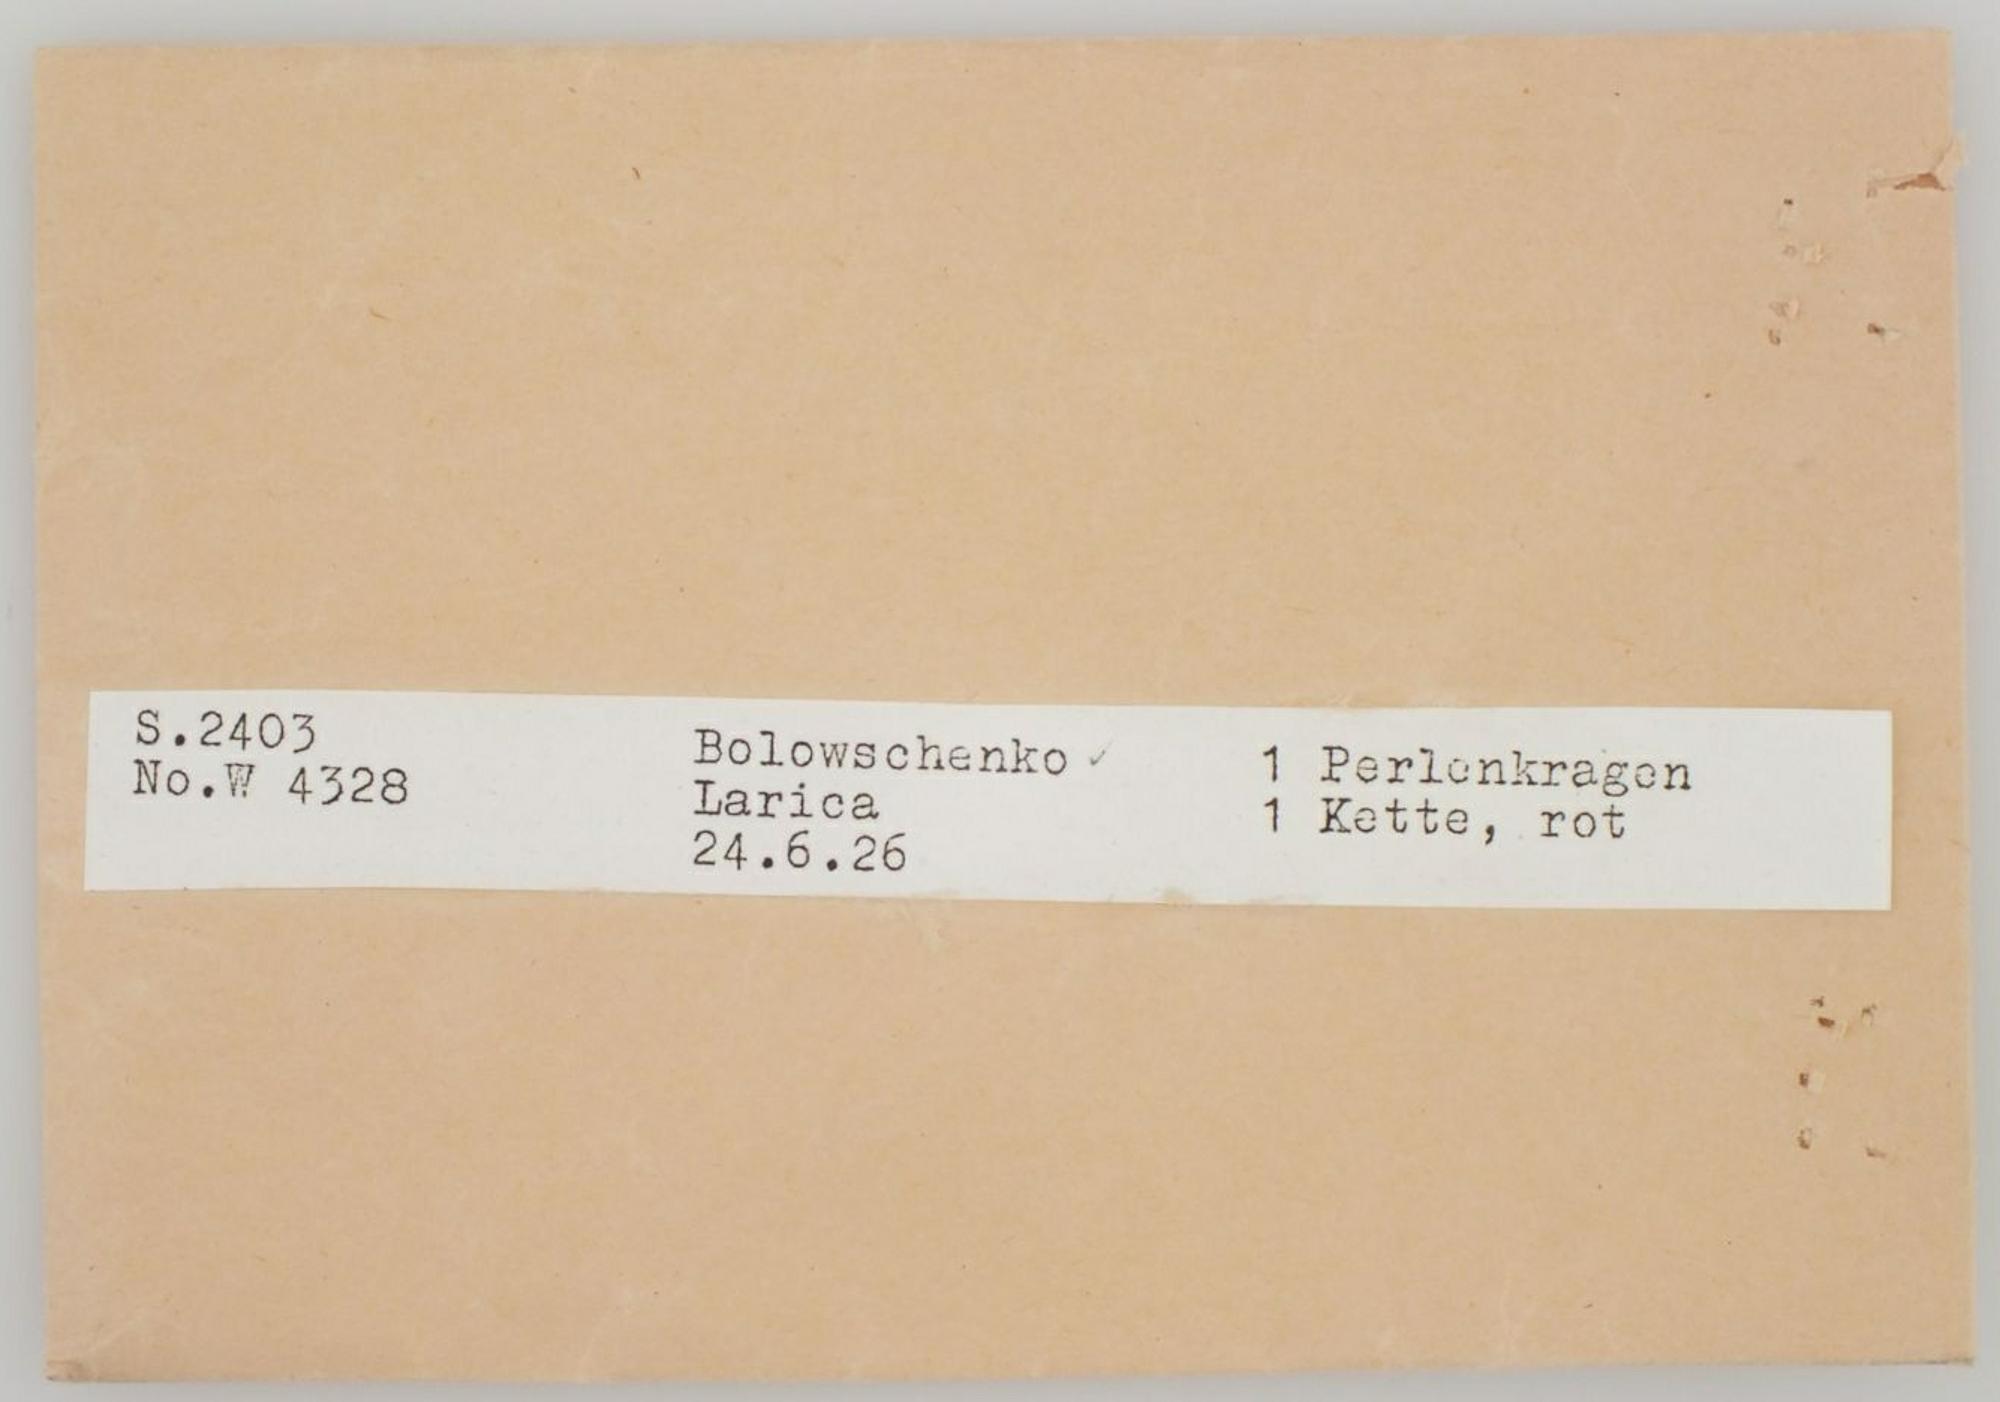 S.2403
No.W 4328
Bolowschenko ✓
Larica
24.6.26
1 Perlenkragen
1 Kette, rot